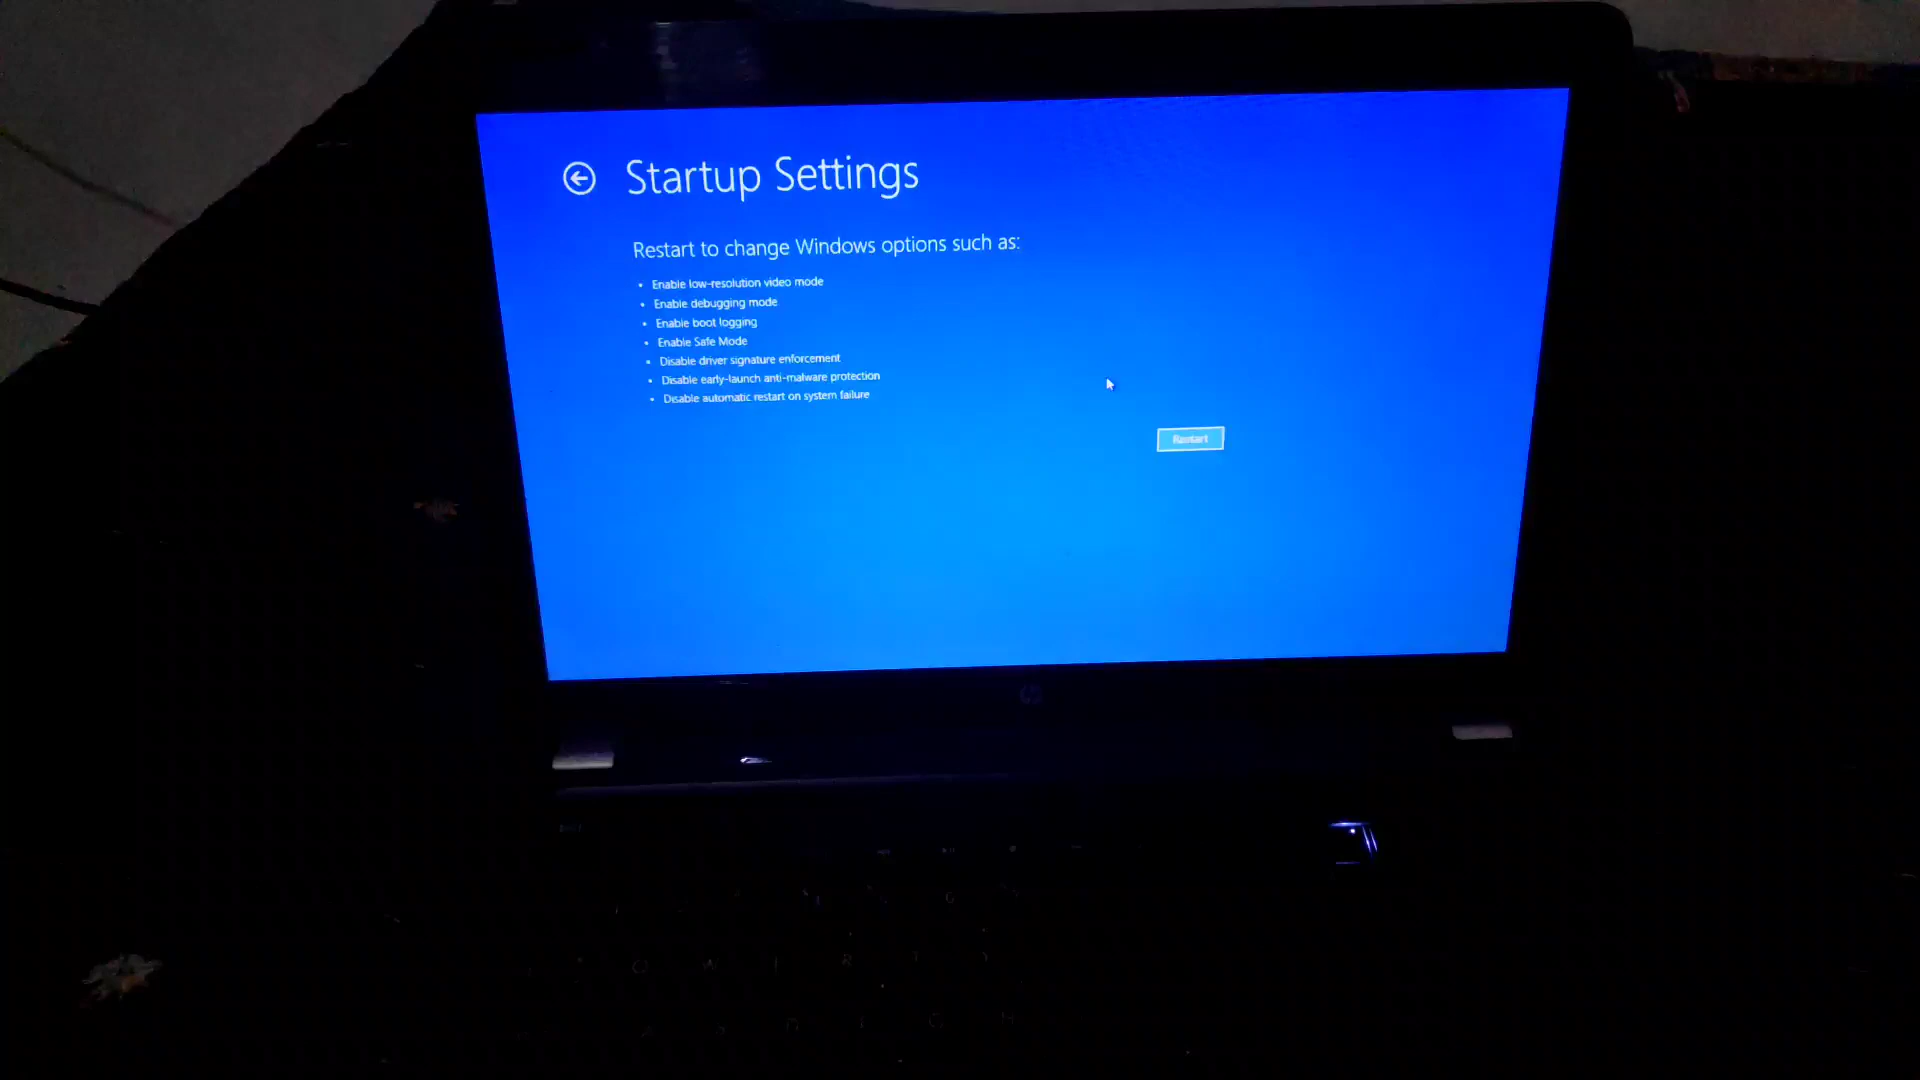 Startup Settings
Restart to change Windows options such as:
• Enable low-resolution video mode
• Enable debugging mode
• Enable boot logging
• Enable Safe Mode
• Disable driver signature enforcement
• Disable early-launch anti-malware protection
• Disable automatic restart on system failure
Restart
hp